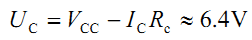 U_C = V_CC − I_C R_c ≈ 6.4V